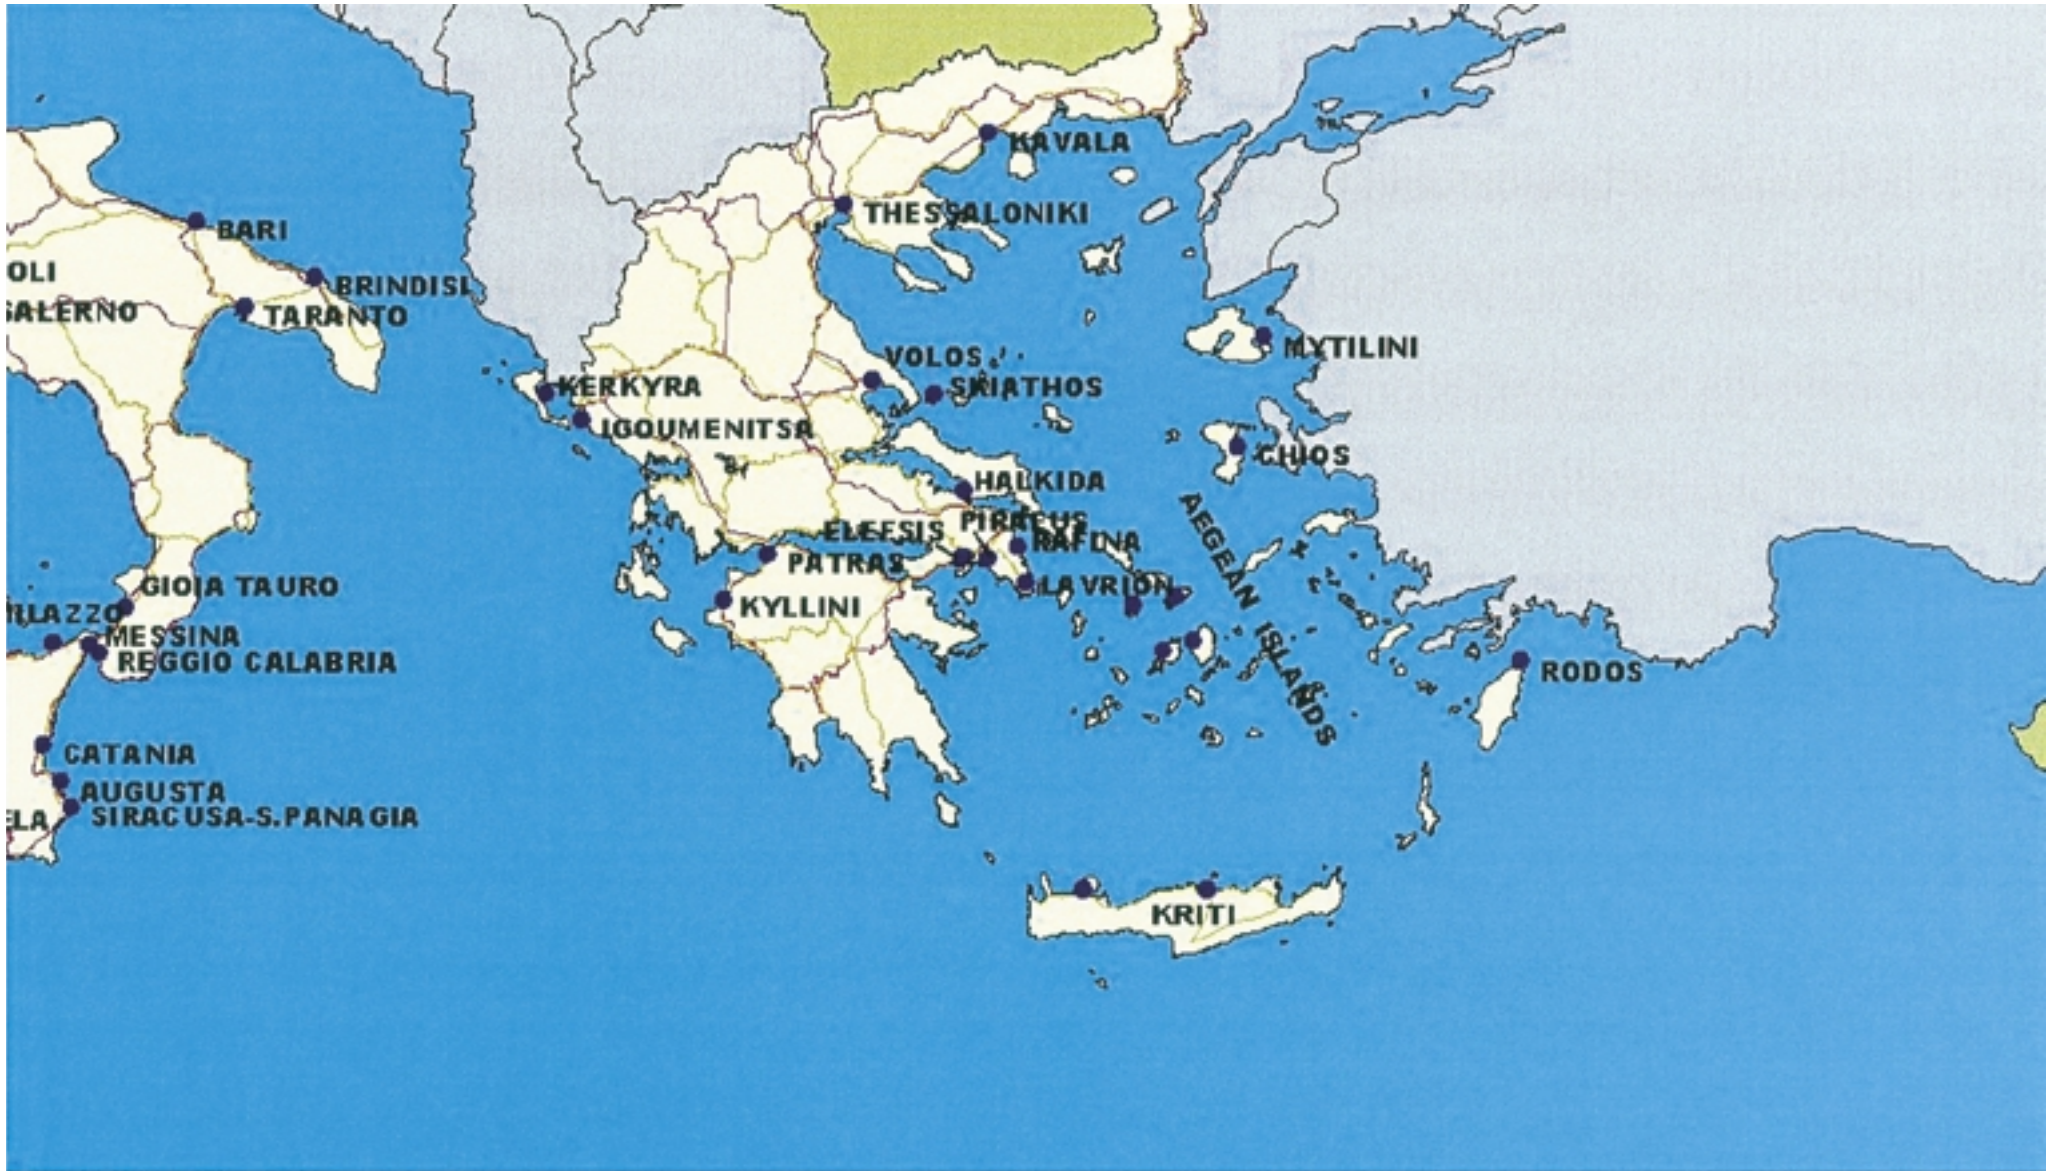 KAVALA
THESSALONIKI
BARI
OLI
BRINDISI
SALERNO
TARANTO
MYTILINI
VOLOS
KERKYRA
SKIATHOS
IGOUMENITSA
CHIOS
HALKIDA
PIRAEUS
ELEFSIS
RAFINA
PATRAS
AEGEAN ISLANDS
GIOIA TAURO
LAVRION
KYLLINI
ILAZZO
MESSINA
REGGIO CALABRIA
RODOS
CATANIA
AUGUSTA
ELA
SIRACUSA-S.PANAGIA
KRITI